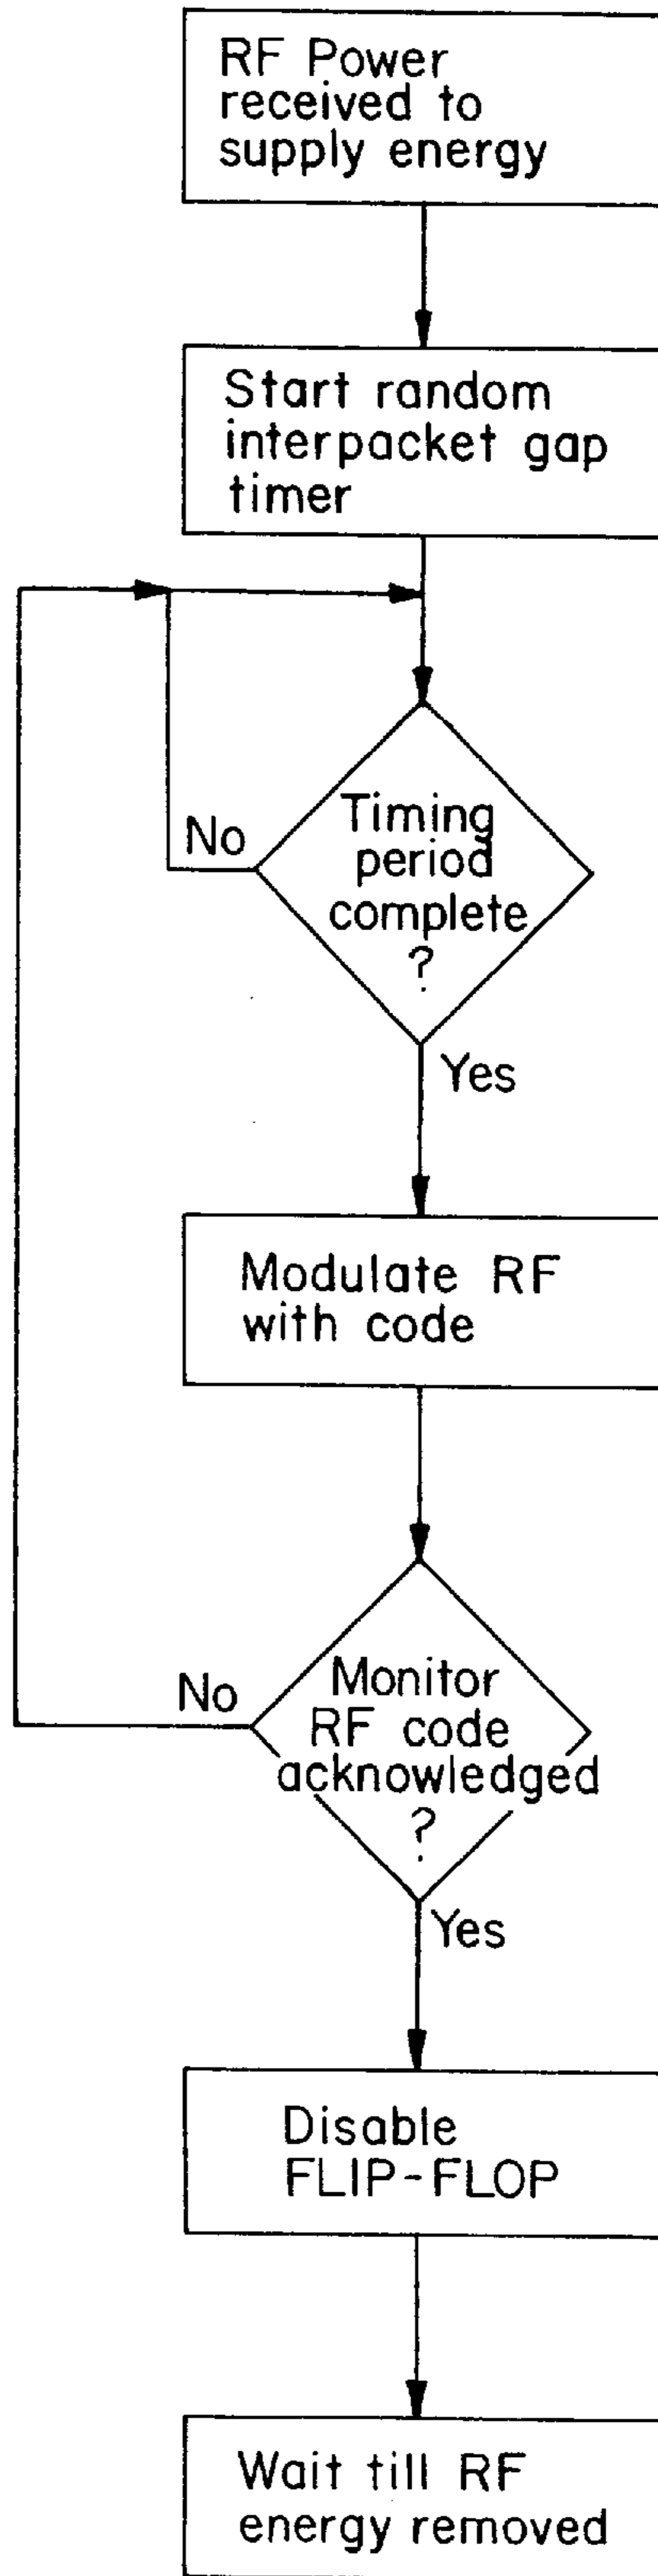 RF Power
received to
supply energy
Start random
interpacket gap
timer
No
Timing
period
complete
?
Yes
Modulate RF
with code
No
Monitor
RF code
acknowledged
?
Yes
Disable
FLIP-FLOP
Wait till RF
energy removed